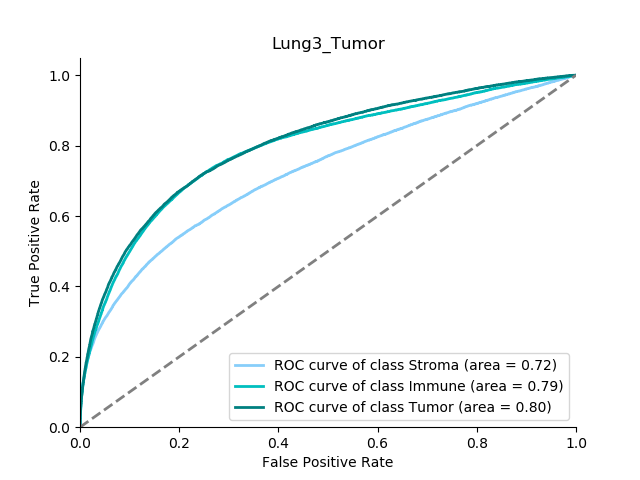 Lung3_Tumor
1.0
0.8
0.6
0.4
0.2
0.0
True Positive Rate
ROC curve of class Stroma (area = 0.72)
ROC curve of class Immune (area = 0.79)
ROC curve of class Tumor (area = 0.80)
0.0 0.2 0.4 0.6 0.8 1.0
False Positive Rate